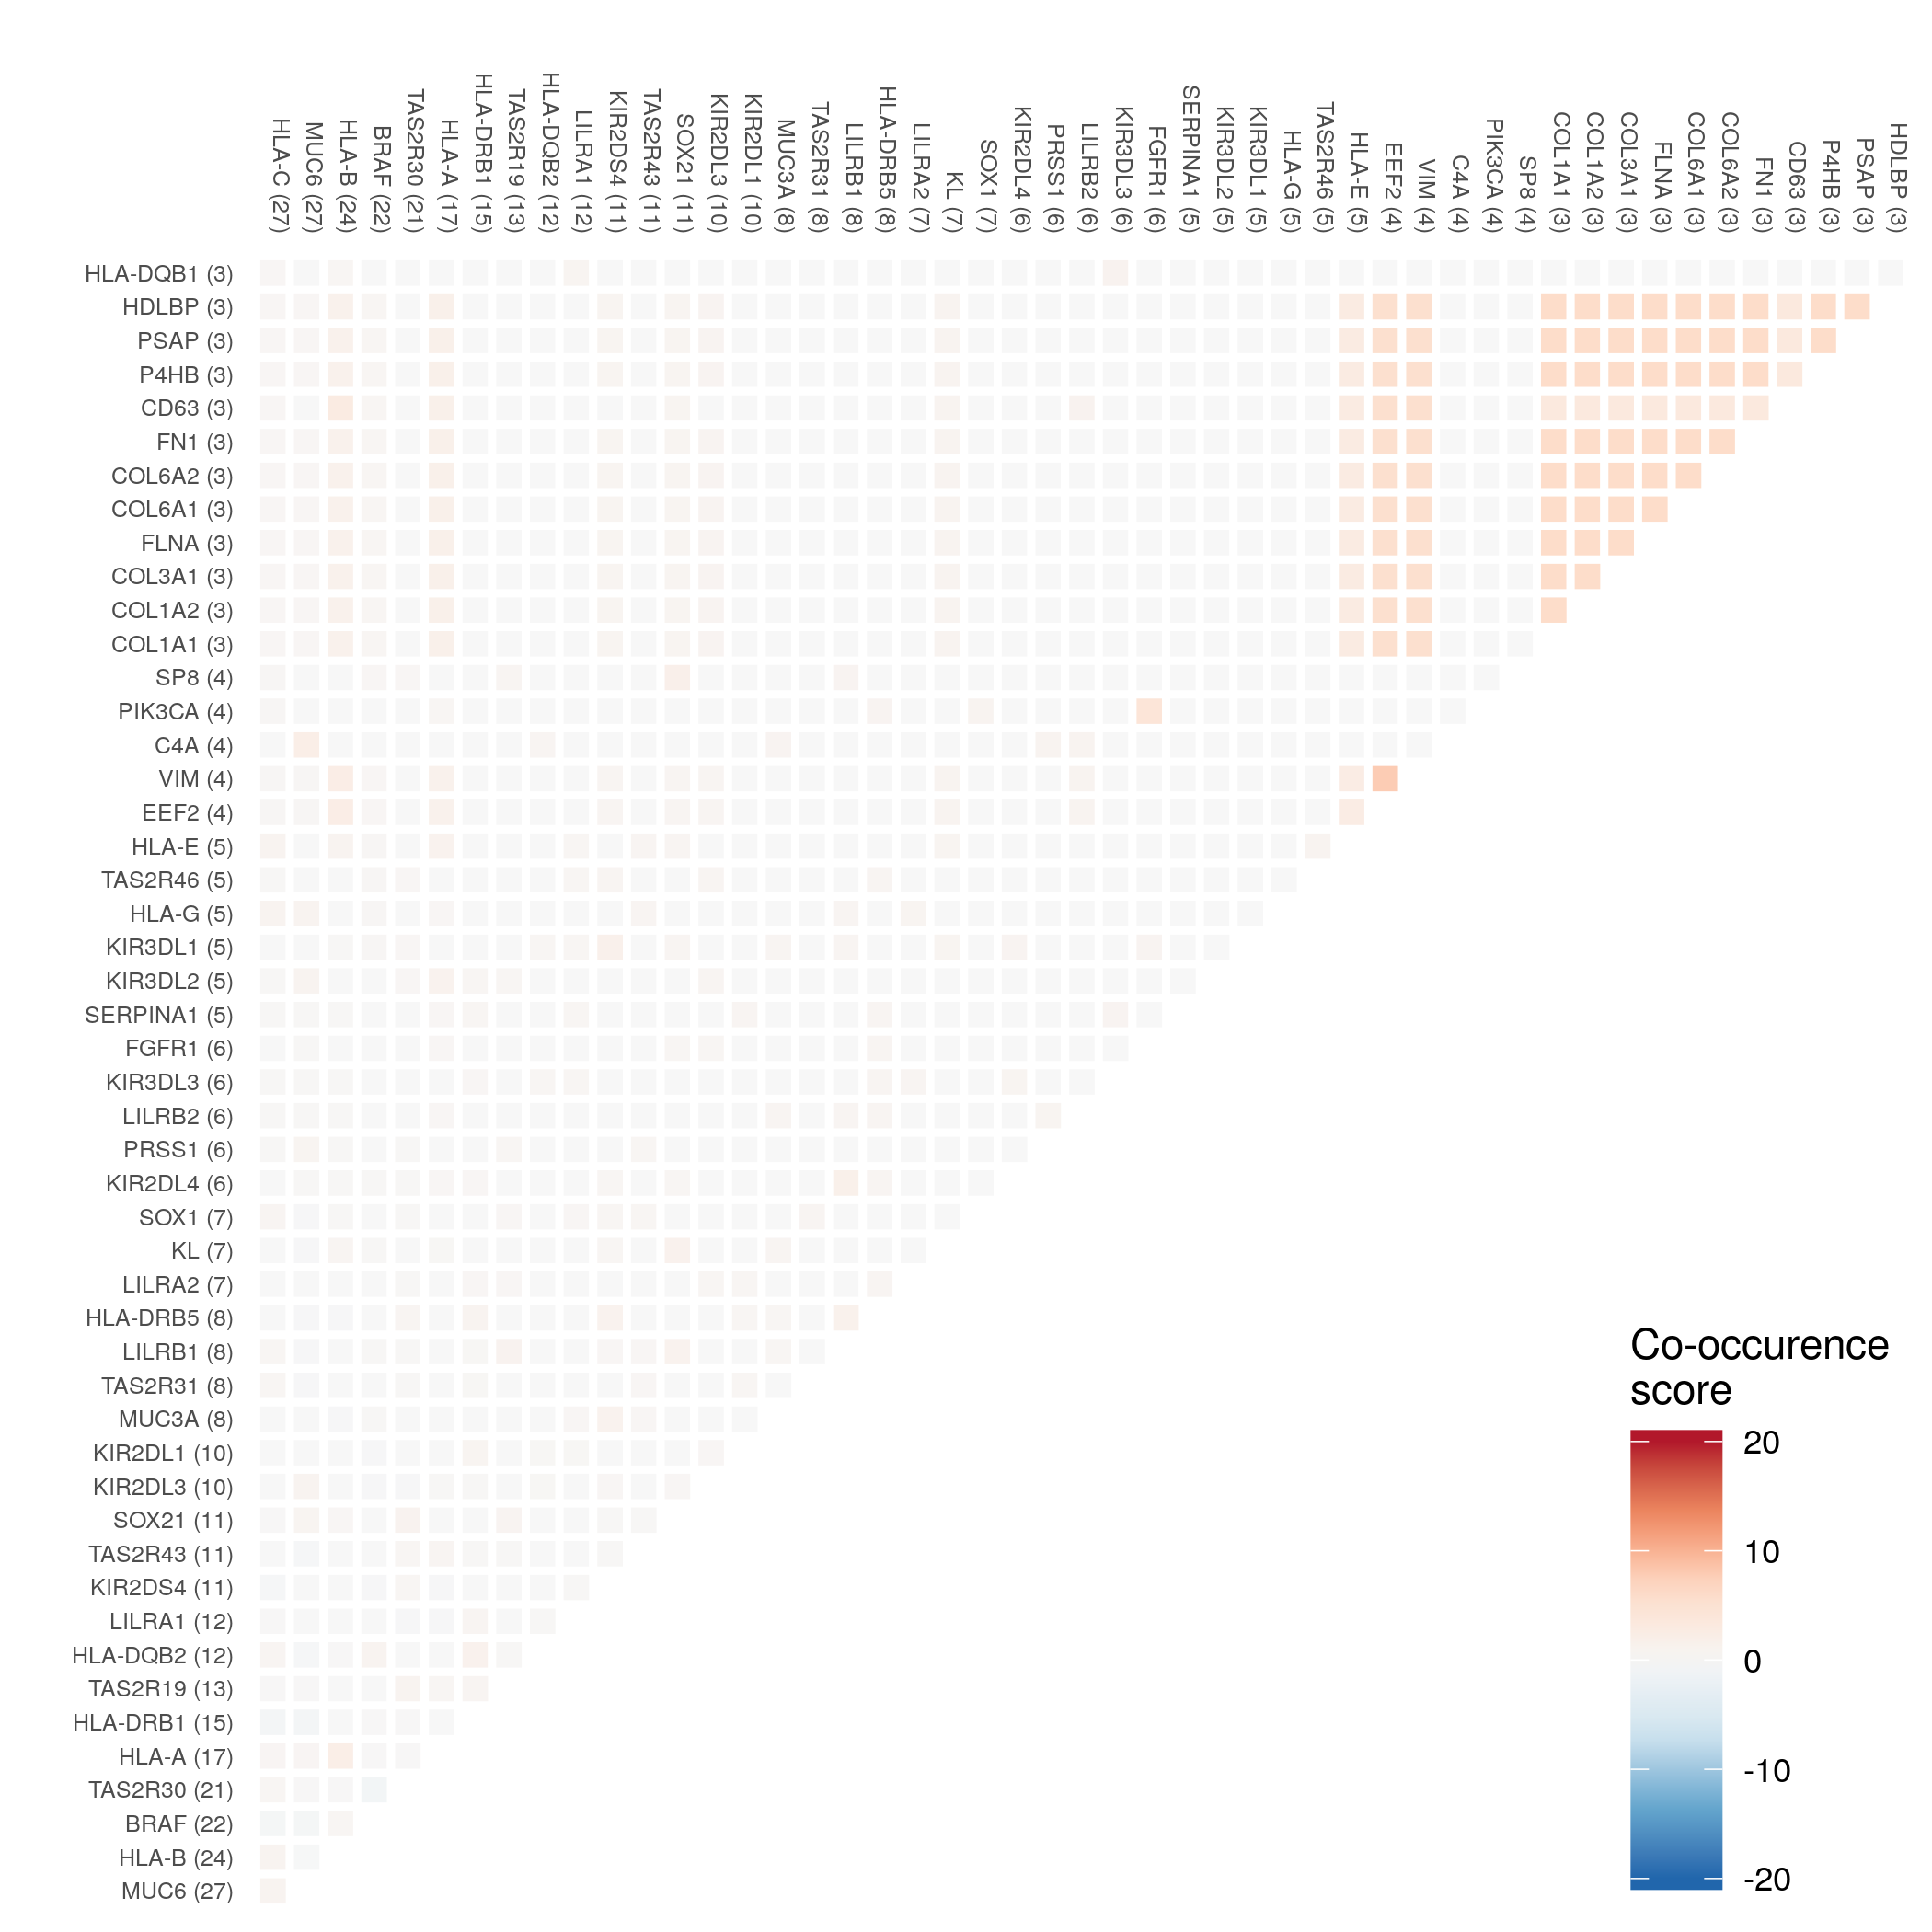 HLA-C (27)
MUC6 (27)
HLA-B (24)
BRAF (22)
TAS2R30 (21)
HLA-A (17)
HLA-DRB1 (15)
TAS2R19 (13)
HLA-DQB2 (12)
LILRA1 (12)
KIR2DS4 (11)
TAS2R43 (11)
SOX21 (11)
KIR2DL3 (10)
KIR2DL1 (10)
MUC3A (8)
TAS2R31 (8)
LILRB1 (8)
HLA-DRB5 (8)
LILRA2 (7)
KL (7)
SOX1 (7)
KIR2DL4 (6)
PRSS1 (6)
LILRB2 (6)
KIR3DL3 (6)
FGFR1 (6)
SERPINA1 (5)
KIR3DL2 (5)
KIR3DL1 (5)
HLA-G (5)
TAS2R46 (5)
HLA-E (5)
EEF2 (4)
VIM (4)
C4A (4)
PIK3CA (4)
SP8 (4)
COL1A1 (3)
COL1A2 (3)
COL3A1 (3)
FLNA (3)
COL6A1 (3)
COL6A2 (3)
FN1 (3)
CD63 (3)
P4HB (3)
PSAP (3)
HDLBP (3)
HLA-DQB1 (3)
HDLBP (3)
PSAP (3)
P4HB (3)
CD63 (3)
FN1 (3)
COL6A2 (3)
COL6A1 (3)
FLNA (3)
COL3A1 (3)
COL1A2 (3)
COL1A1 (3)
SP8 (4)
PIK3CA (4)
C4A (4)
VIM (4)
EEF2 (4)
HLA-E (5)
TAS2R46 (5)
HLA-G (5)
KIR3DL1 (5)
KIR3DL2 (5)
SERPINA1 (5)
FGFR1 (6)
KIR3DL3 (6)
LILRB2 (6)
PRSS1 (6)
KIR2DL4 (6)
SOX1 (7)
KL (7)
LILRA2 (7)
HLA-DRB5 (8)
LILRB1 (8)
TAS2R31 (8)
MUC3A (8)
KIR2DL1 (10)
KIR2DL3 (10)
SOX21 (11)
TAS2R43 (11)
KIR2DS4 (11)
LILRA1 (12)
HLA-DQB2 (12)
TAS2R19 (13)
HLA-DRB1 (15)
HLA-A (17)
TAS2R30 (21)
BRAF (22)
HLA-B (24)
MUC6 (27)
Co-occurence
score
20
10
0
-10
-20